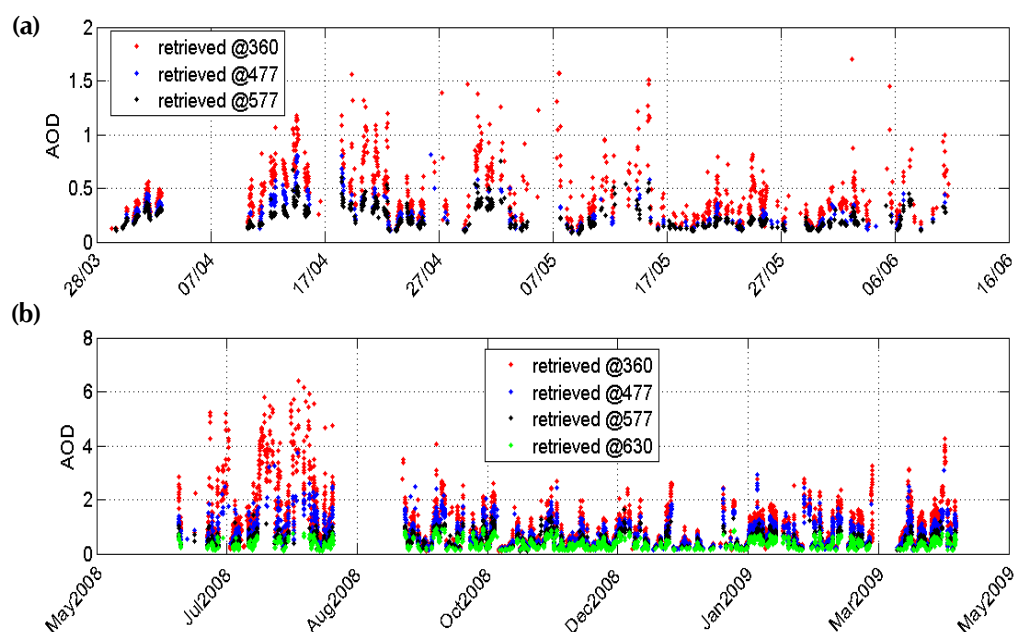 (a)
2
1.5
1
0.5
0
AOD
retrieved @360
retrieved @477
retrieved @577
28/03
07/04
17/04
27/04
07/05
17/05
27/05
06/06
16/06
(b)
8
6
4
2
0
AOD
retrieved @360
retrieved @477
retrieved @577
retrieved @630
May2008
Jul2008
Aug2008
Oct2008
Dec2008
Jan2009
Mar2009
May2009